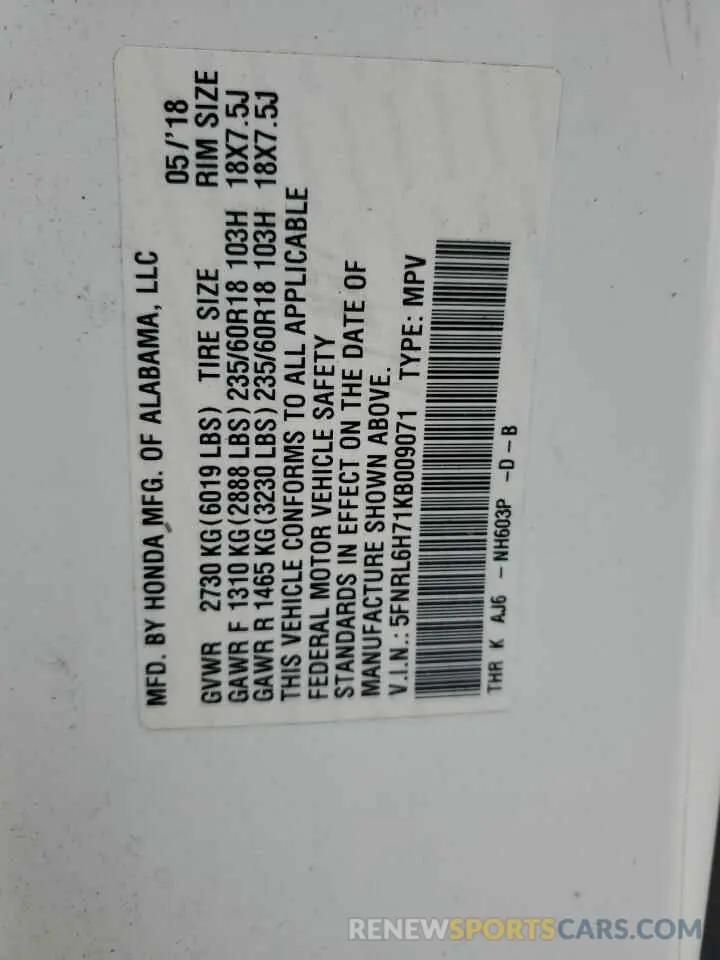 MFD. BY HONDA MFG. OF ALABAMA, LLC 05/'18
GVWR 2730 KG(6019 LBS) TIRE SIZE RIM SIZE
GAWR F 1310 KG(2888 LBS)235/60R18 103H 18X7.5J
GAWR R 1465 KG(3230 LBS)235/60R18 103H 18X7.5J
THIS VEHICLE CONFORMS TO ALL APPLICABLE
FEDERAL MOTOR VEHICLE SAFETY
STANDARDS IN EFFECT ON THE DATE OF
MANUFACTURE SHOWN ABOVE.
V.I.N.: 5FNRL6H71KB009071 TYPE: MPV
THR K AJ6 - NH603P - D - B
RENEWSPORTSCARS.COM